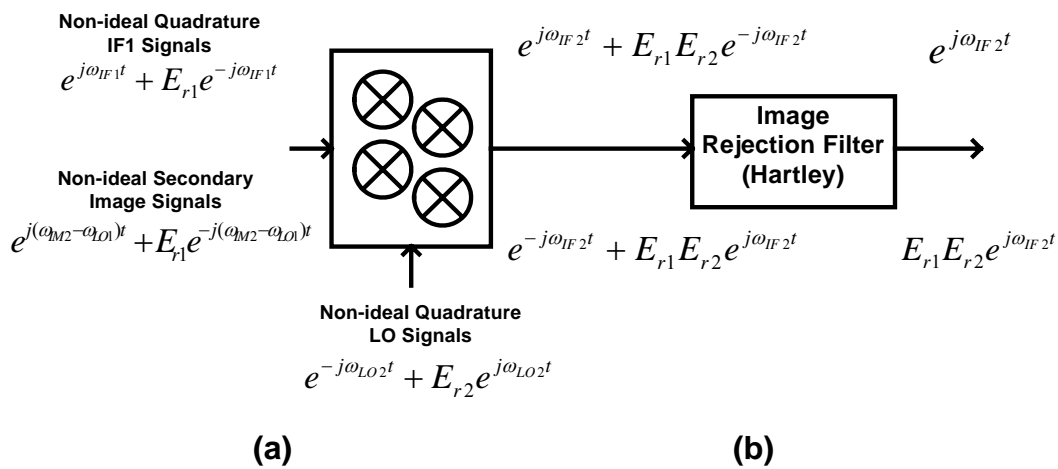 Non-ideal Quadrature
IF1 Signals
e^{jω_{IF1}t} + E_{r1}e^{-jω_{IF1}t}
Non-ideal Secondary
Image Signals
e^{j(ω_{IM2}-ω_{LO1})t} + E_{r1}e^{-j(ω_{IM2}-ω_{LO1})t}
Non-ideal Quadrature
LO Signals
e^{-jω_{LO2}t} + E_{r2}e^{jω_{LO2}t}
e^{jω_{IF2}t} + E_{r1}E_{r2}e^{-jω_{IF2}t}
e^{-jω_{IF2}t} + E_{r1}E_{r2}e^{jω_{IF2}t}
Image
Rejection Filter
(Hartley)
e^{jω_{IF2}t}
E_{r1}E_{r2}e^{jω_{IF2}t}
(a)
(b)